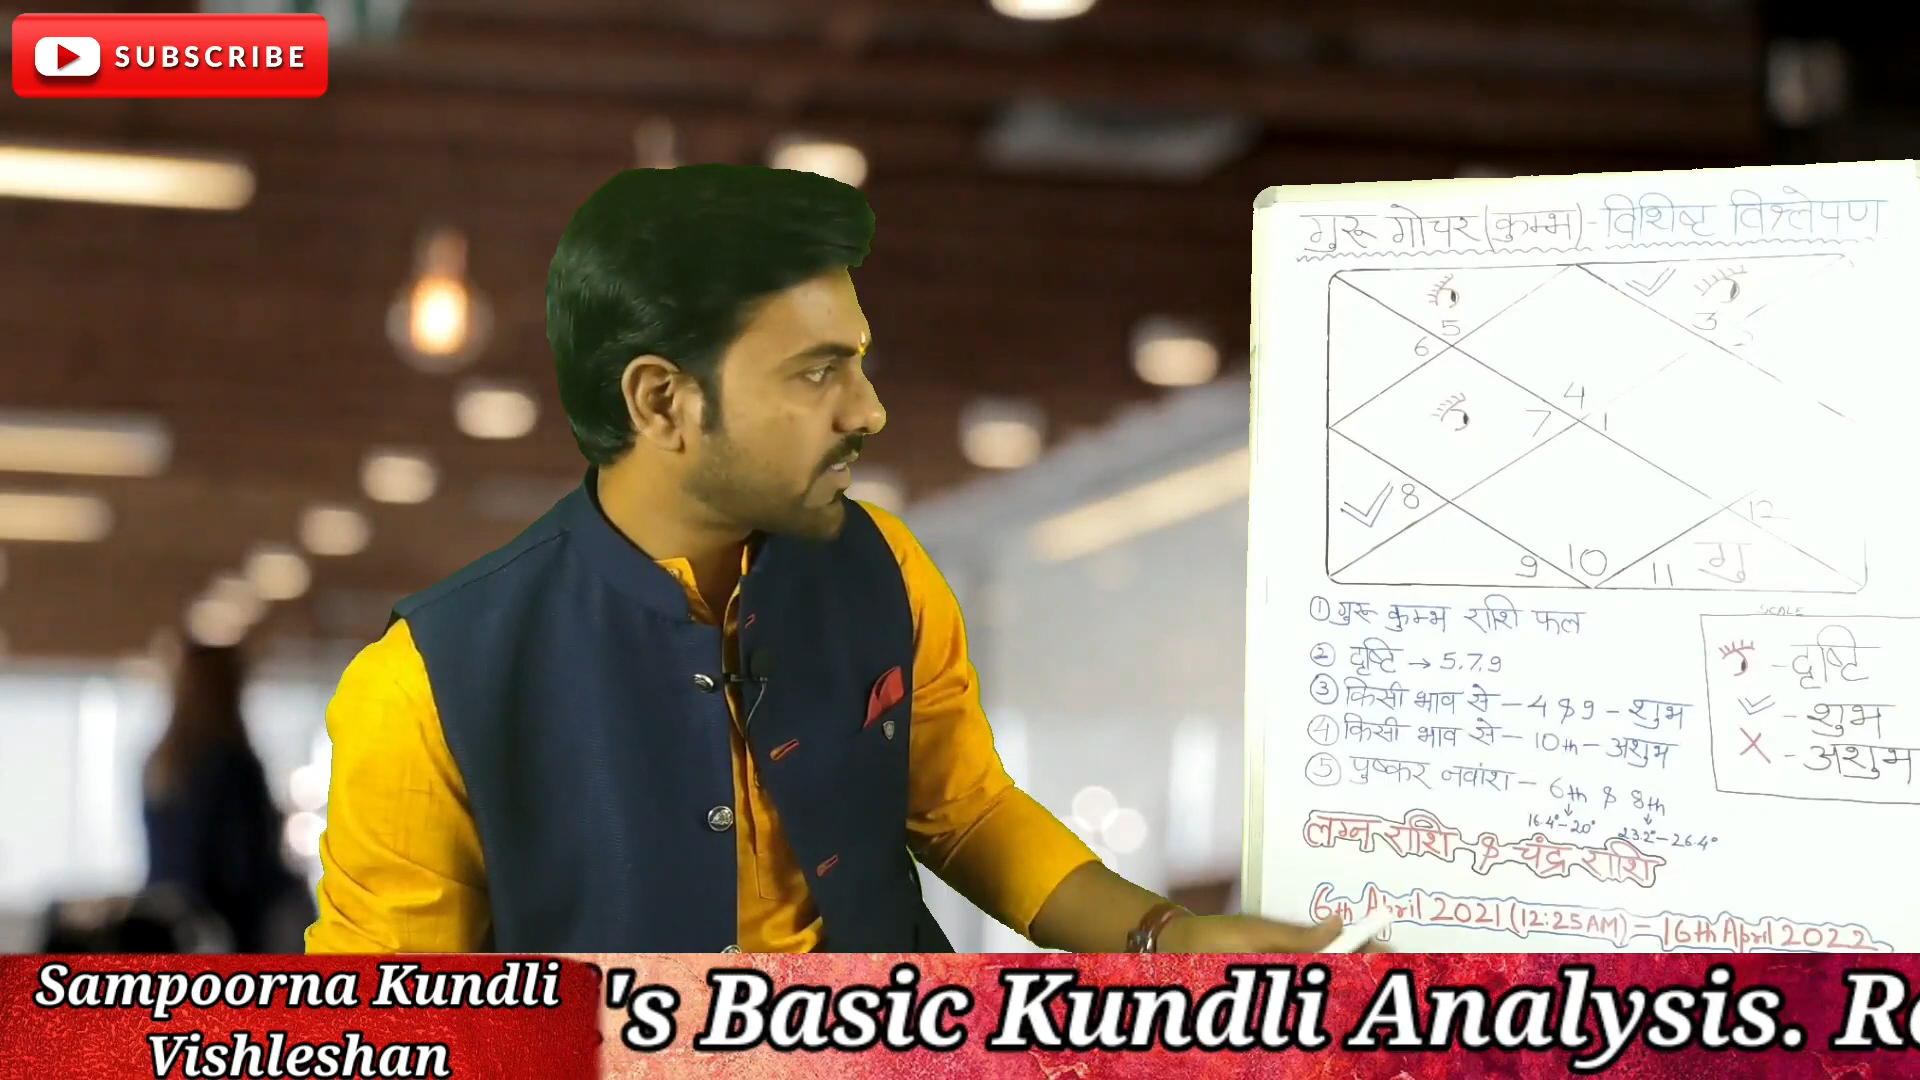 SUBSCRIBE
गुरू गोचर (कुम्भ) - विशिष्ट विश्लेषण
5
3
6
4
7
1
8
12
9
10
11
गु
① गुरू कुम्भ राशि फल
② दृष्टि → 5,7,9
③ किसी भाव से – 4 & 9 – शुभ
④ किसी भाव से – 10th – अशुभ
⑤ पुष्कर नवांश – 6th & 8th
16.4° – 20° 23.2° – 26.4°
SCALE
- दृष्टि
- शुभ
X - अशुभ
लग्न राशि & चंद्र राशि
6th April 2021 (12:25 AM) – 16th April 2022
Sampoorna Kundli
Vishleshan
's Basic Kundli Analysis.